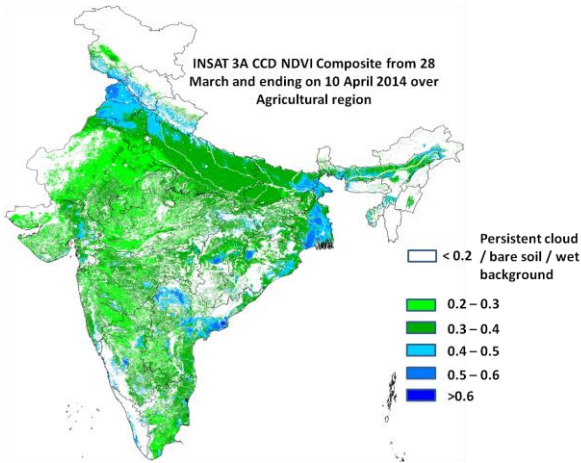 INSAT 3A CCD NDVI Composite from 28
March and ending on 10 April 2014 over
Agricultural region
< 0.2 Persistent cloud
/ bare soil / wet
background
0.2 – 0.3
0.3 – 0.4
0.4 – 0.5
0.5 – 0.6
>0.6